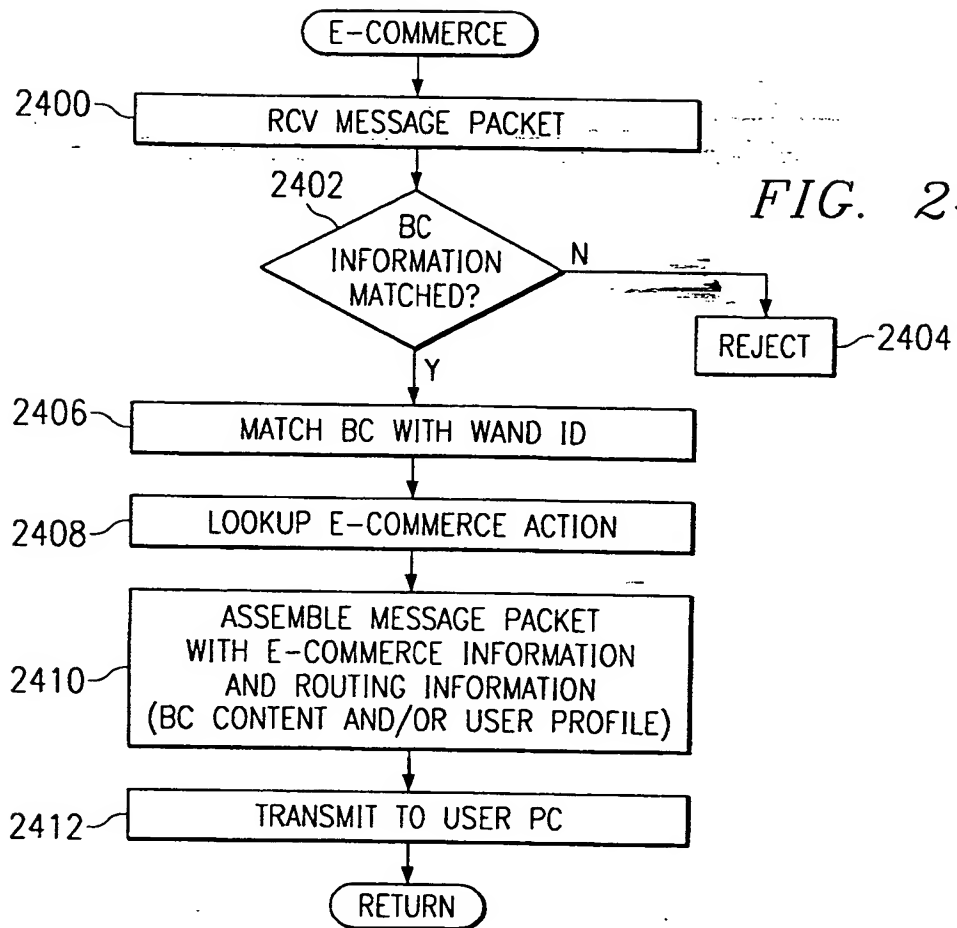 E-COMMERCE
2400
RCV MESSAGE PACKET
2402
BC
INFORMATION
MATCHED?
N
FIG. 2
REJECT
2404
Y
2406
MATCH BC WITH WAND ID
2408
LOOKUP E-COMMERCE ACTION
2410
ASSEMBLE MESSAGE PACKET
WITH E-COMMERCE INFORMATION
AND ROUTING INFORMATION
(BC CONTENT AND/OR USER PROFILE)
2412
TRANSMIT TO USER PC
RETURN